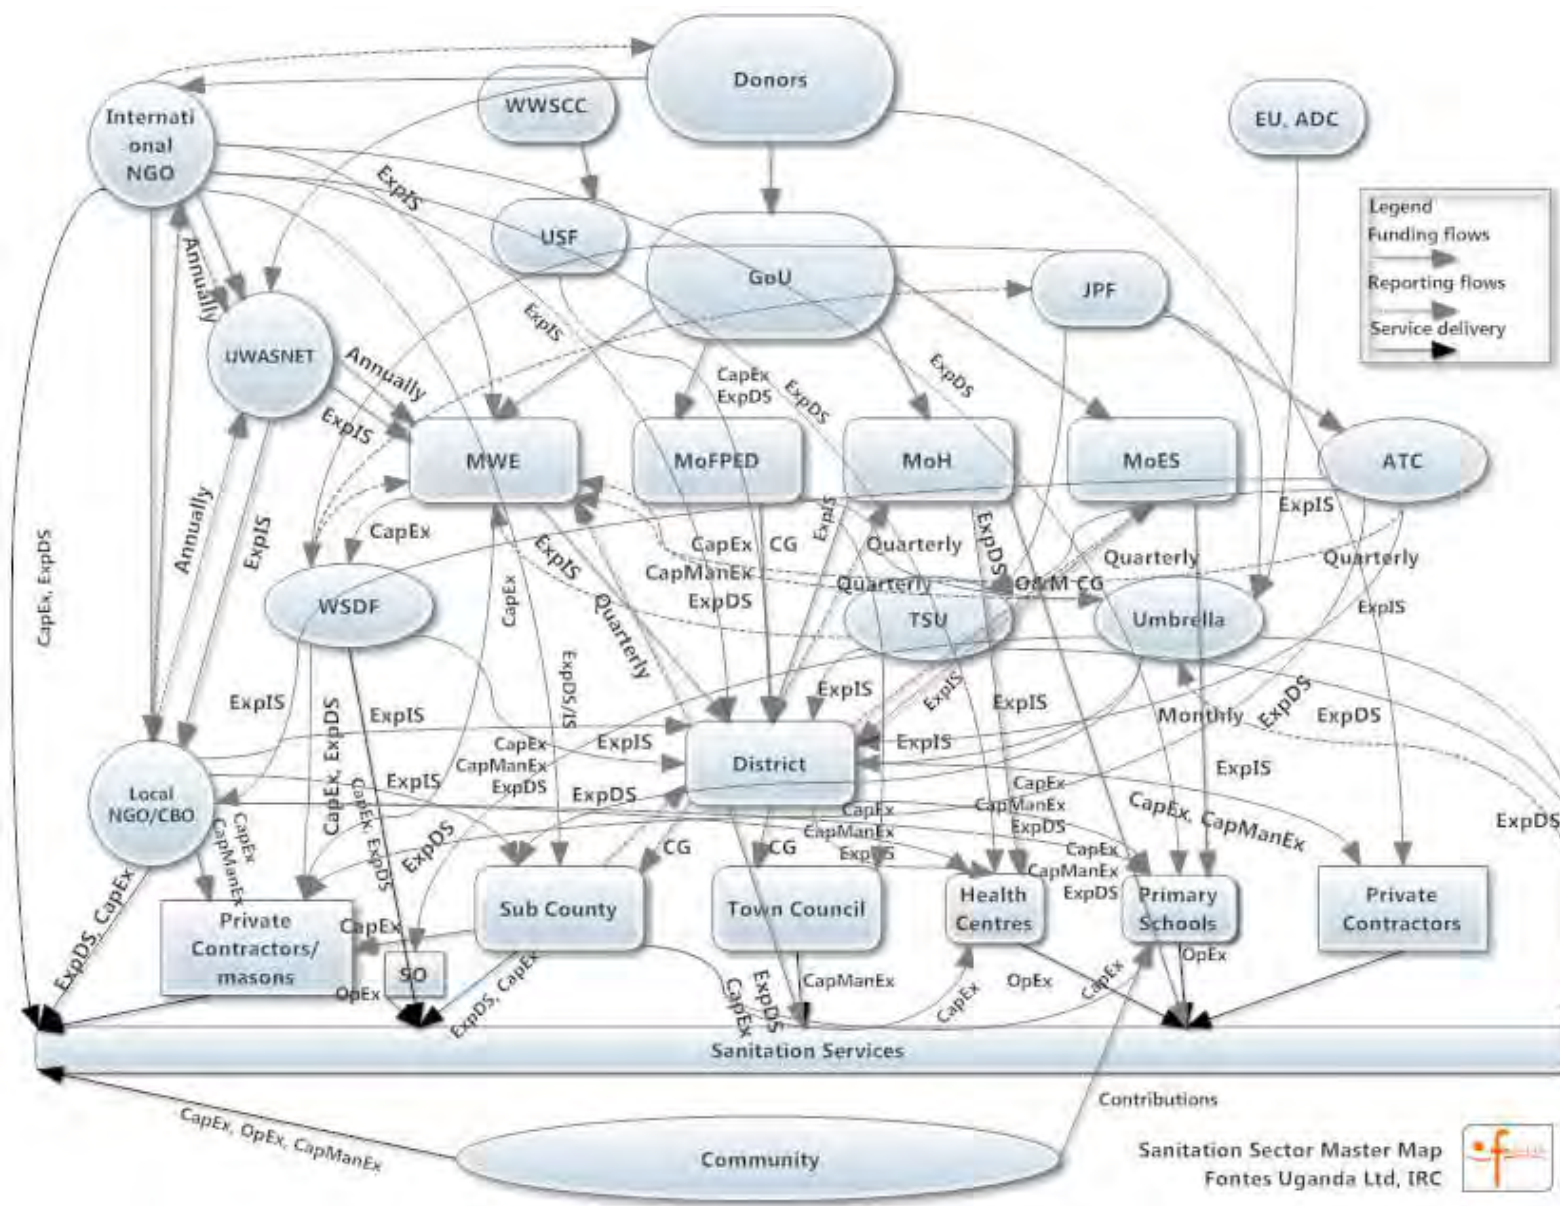 Donors
WWSCC
EU, ADC
Internati
onal
NGO
ExpIS
Legend
Funding flows
Reporting flows
Service delivery
USF
GoU
JPF
Annually
ExpIS
UWASNET
Annually
ExpIS
CapEx
ExpDS
ExpDS
ExpDS
MWE
MoFPED
MoH
MoES
ATC
Annually
ExpIS
CapEx
ExpIS
CapEx
CapManEx
ExpDS
CG
ExpIS
Quarterly
ExpDS
Quarterly
O&M CG
Quarterly
ExpIS
Quarterly
ExpIS
CapEx, ExpDS
WSDF
CapEx
Quarterly
TSU
Umbrella
ExpIS
ExpIS
ExpDS/IS
ExpIS
ExpIS
ExpIS
ExpIS
ExpIS
Monthly
ExpDS
ExpDS
CapEx, ExpDS
CapEx
CapManEx
ExpDS
District
ExpIS
ExpIS
Local
NGO/CBO
CapEx
CapManEx
CapEx, ExpDS
ExpDS
ExpDS
CapEx
CapManEx
ExpIS
CapEx
CapManEx
ExpDS
CapEx, CapManEx
ExpDS
CG
CG
CapEx
CapManEx
ExpDS
ExpDS, CapEx
Private
Contractors/
masons
CapEx
SO
OpEx
Sub County
Town Council
Health
Centres
Primary
Schools
Private
Contractors
ExpDS, CapEx
CapEx
ExpDS
CapManEx
CapEx
OpEx
CapEx
OpEx
Sanitation Services
CapEx, OpEx, CapManEx
Contributions
Community
Sanitation Sector Master Map
Fontes Uganda Ltd, IRC